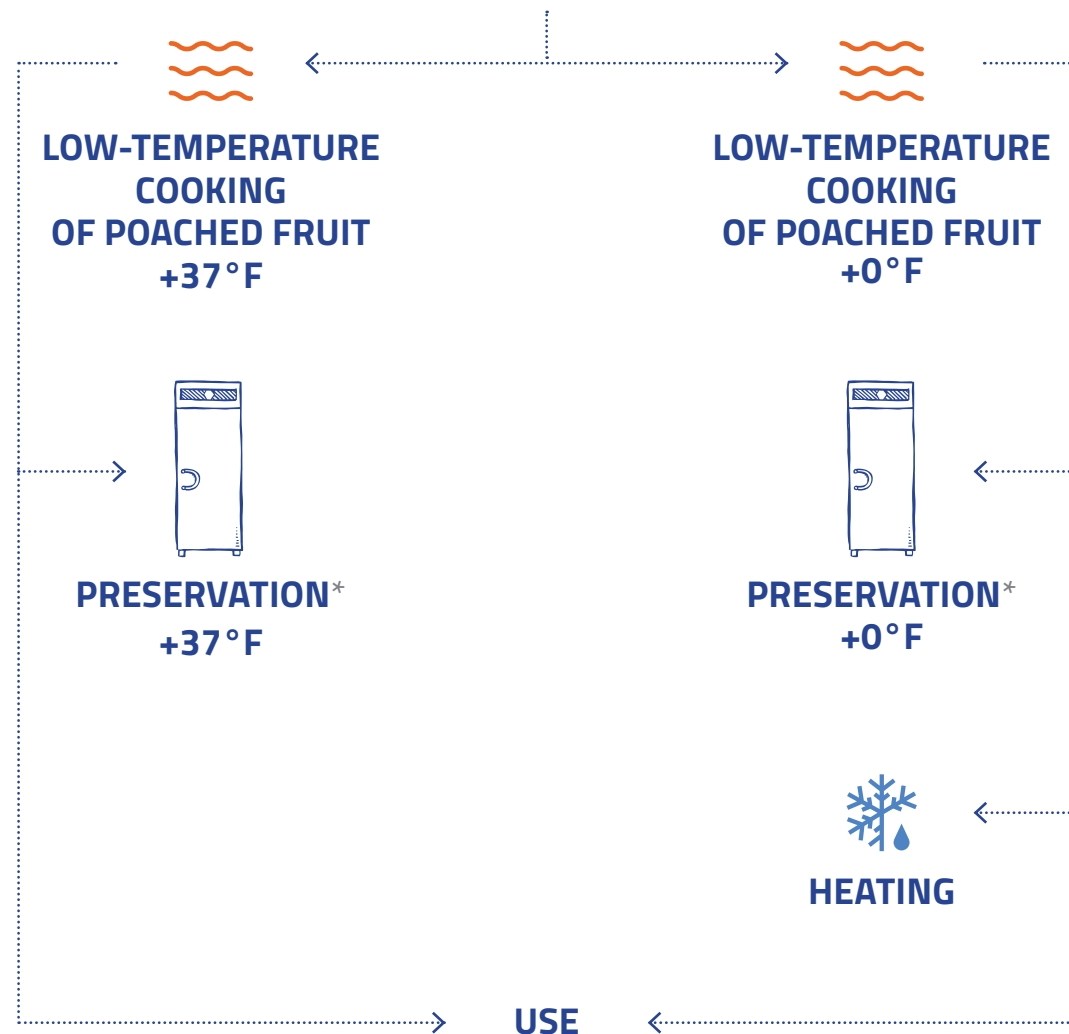 LOW-TEMPERATURE
COOKING
OF POACHED FRUIT
+37°F
LOW-TEMPERATURE
COOKING
OF POACHED FRUIT
+0°F
PRESERVATION*
+37°F
PRESERVATION*
+0°F
HEATING
USE